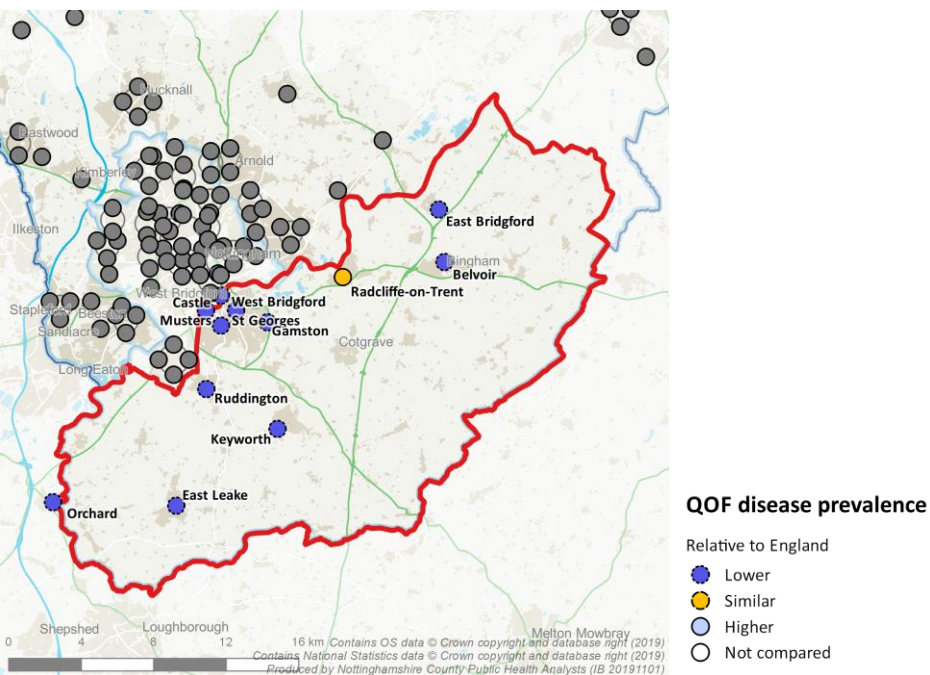 Hucknall
Eastwood
Arnold
Kimberley
Ilkeston
East Bridgford
Nottingham
Bingham
Belvoir
Radcliffe-on-Trent
West Bridgford
Castle
West Bridgford
Stapleford
Beeston
Musters
St Georges
Gamston
Sandiacre
Cotgrave
Long Eaton
Ruddington
Keyworth
East Leake
Orchard
QOF disease prevalence
Relative to England
Lower
Similar
Higher
Not compared
Shepshed
Loughborough
Melton Mowbray
0 4 8 12 16 km
Contains OS data © Crown copyright and database right (2019)
Contains National Statistics data © Crown copyright and database right (2019)
Produced by Nottinghamshire County Public Health Analysts (IB 20191101)